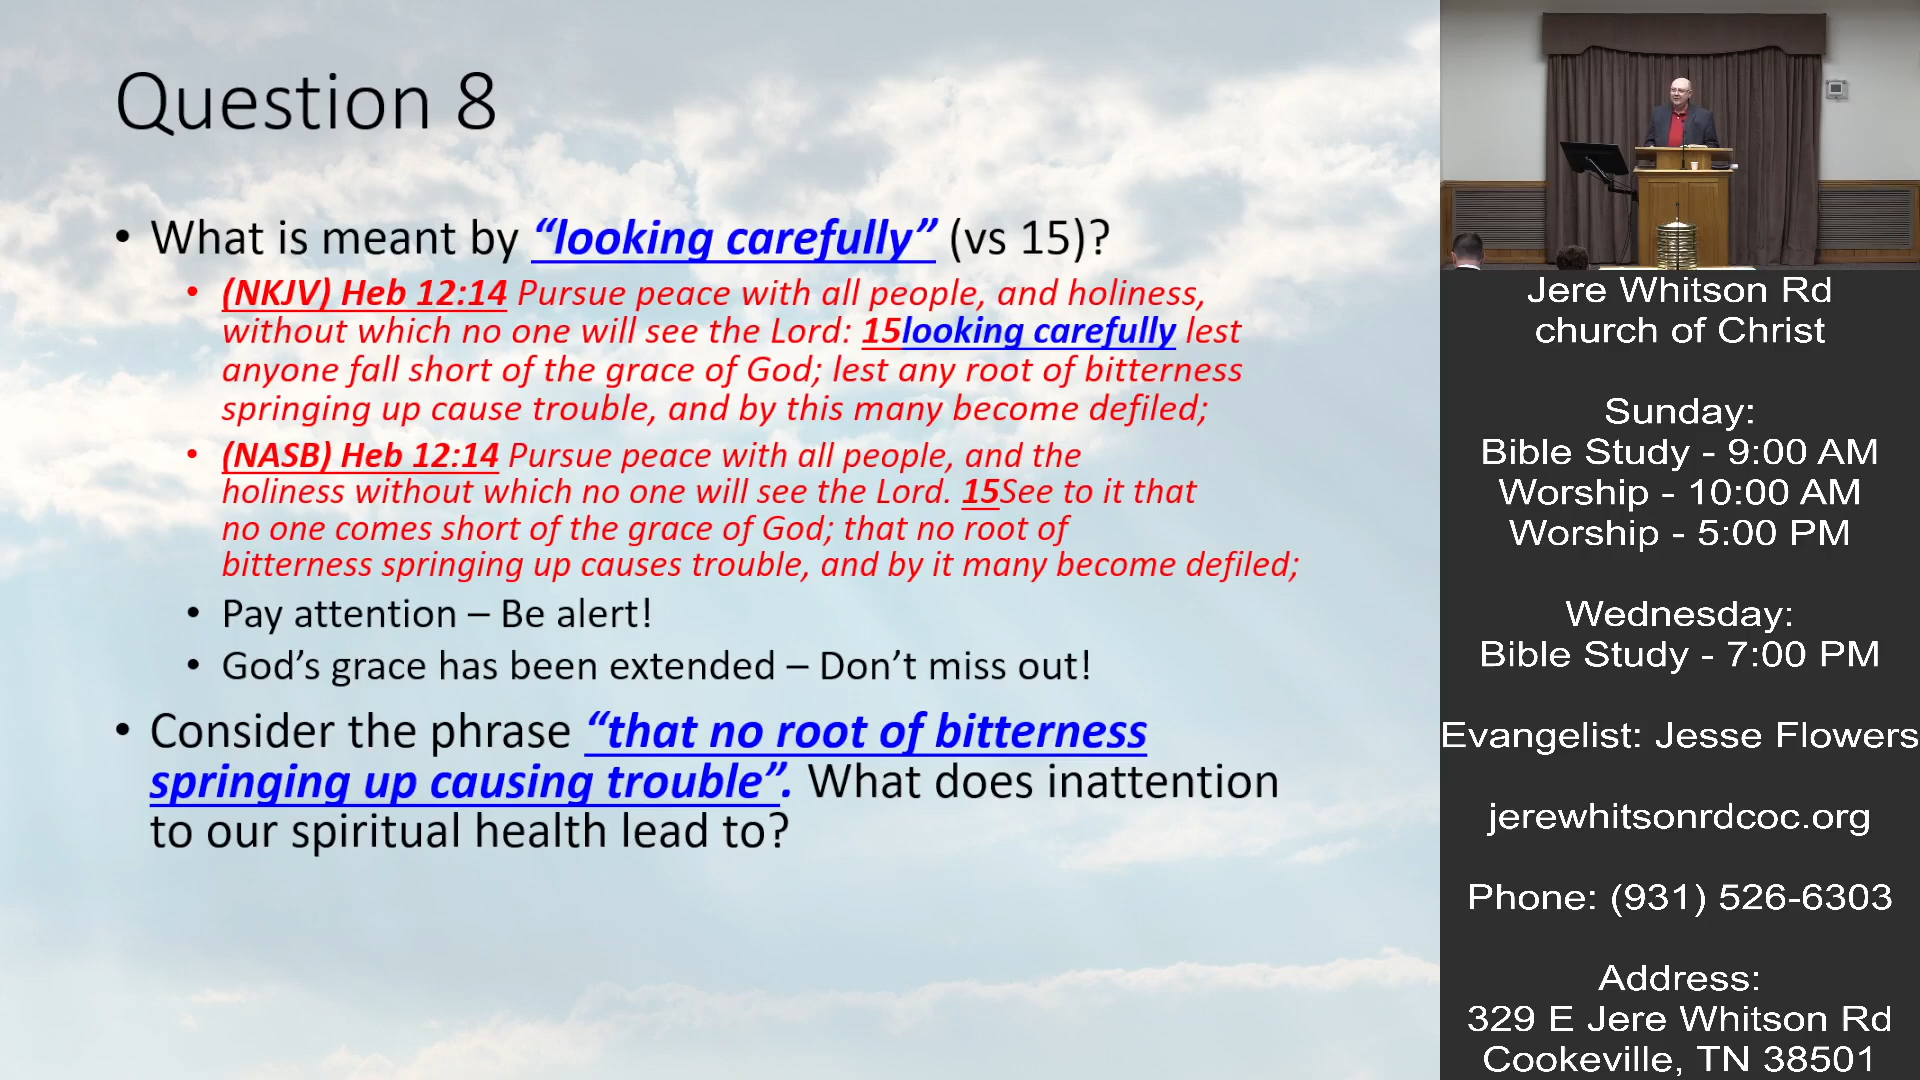 Question 8
• What is meant by “looking carefully” (vs 15)?
• (NKJV) Heb 12:14 Pursue peace with all people, and holiness,
without which no one will see the Lord: 15looking carefully lest
anyone fall short of the grace of God; lest any root of bitterness
springing up cause trouble, and by this many become defiled;
• (NASB) Heb 12:14 Pursue peace with all people, and the
holiness without which no one will see the Lord. 15See to it that
no one comes short of the grace of God; that no root of
bitterness springing up causes trouble, and by it many become defiled;
• Pay attention – Be alert!
• God’s grace has been extended – Don’t miss out!
• Consider the phrase “that no root of bitterness
springing up causing trouble”. What does inattention
to our spiritual health lead to?
Jere Whitson Rd
church of Christ
Sunday:
Bible Study - 9:00 AM
Worship - 10:00 AM
Worship - 5:00 PM
Wednesday:
Bible Study - 7:00 PM
Evangelist: Jesse Flowers
jerewhitsonrdcoc.org
Phone: (931) 526-6303
Address:
329 E Jere Whitson Rd
Cookeville, TN 38501